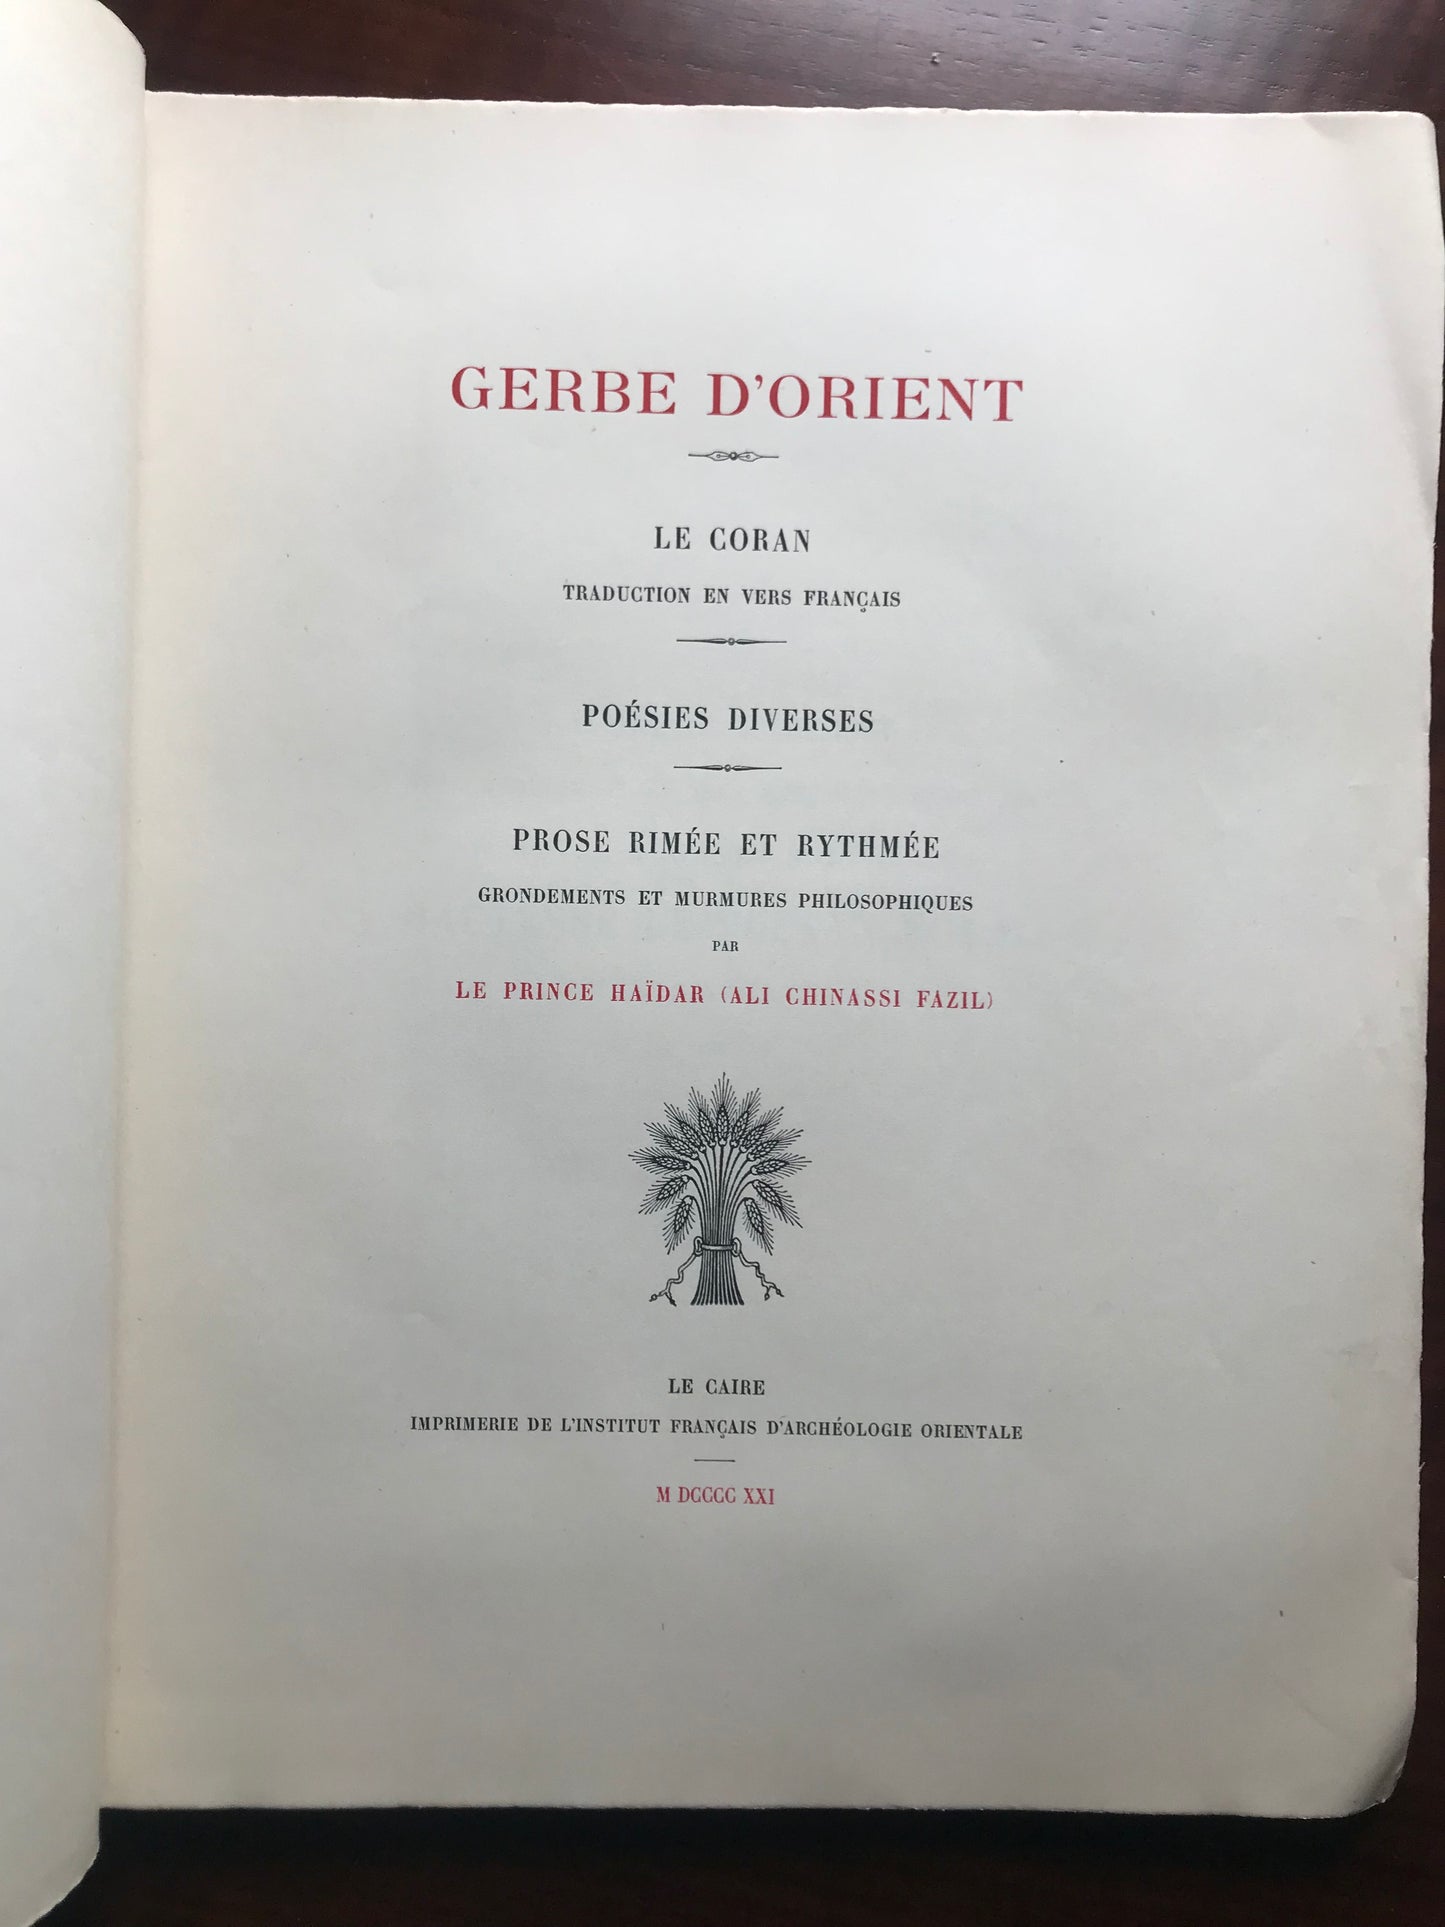 GERBE D'ORIENT
LE CORAN
TRADUCTION EN VERS FRANÇAIS
POÉSIES DIVERSES
PROSE RIMÉE ET RYTHMÉE
GRONDEMENTS ET MURMURES PHILOSOPHIQUES
PAR
LE PRINCE HAÏDAR (ALI CHINASSI FAZIL)
LE CAIRE
IMPRIMERIE DE L'INSTITUT FRANÇAIS D'ARCHÉOLOGIE ORIENTALE
M DCCCC XXI